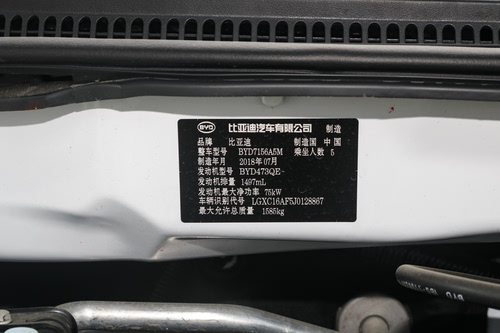 BYD 比亚迪汽车有限公司 制造
品牌 比亚迪 制造国 中国
整车型号 BYD7156A5M 乘坐人数 5
制造年月 2018年07月
发动机型号 BYD473QE-
发动机排量 1497mL
发动机最大净功率 75kW
车辆识别代号 LGXC16AF5J0128867
最大允许总质量 1585kg